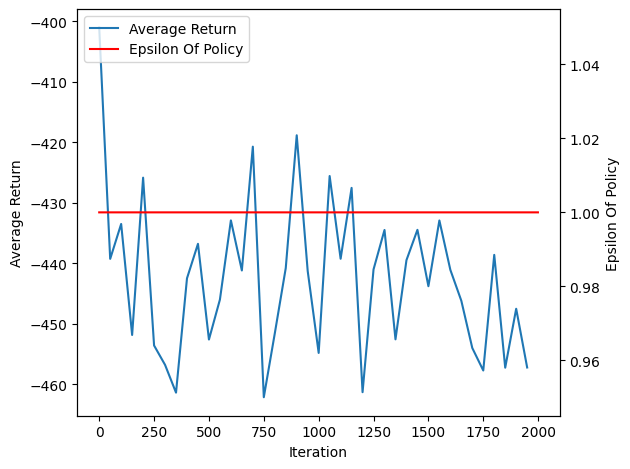 Average Return
Epsilon Of Policy
−400
−410
−420
−430
−440
−450
−460
Average Return
1.04
1.02
1.00
0.98
0.96
Epsilon Of Policy
0 250 500 750 1000 1250 1500 1750 2000
Iteration